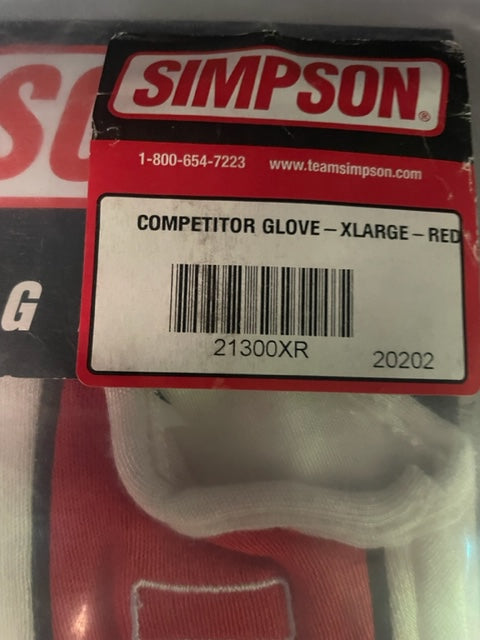 SIMPSON®
1-800-654-7223 www.teamsimpson.com
COMPETITOR GLOVE – XLARGE – RED
21300XR
20202
G